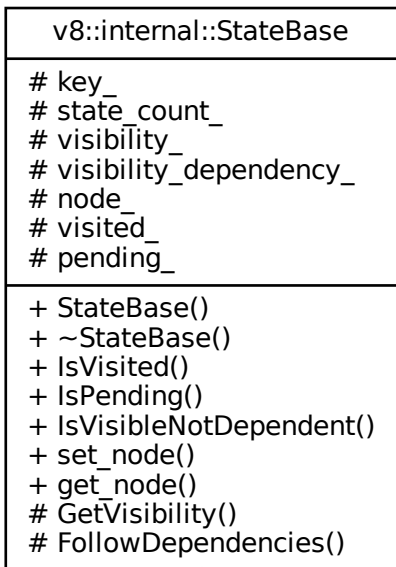 v8::internal::StateBase
# key_
# state_count_
# visibility_
# visibility_dependency_
# node_
# visited_
# pending_
+ StateBase()
+ ~StateBase()
+ IsVisited()
+ IsPending()
+ IsVisibleNotDependent()
+ set_node()
+ get_node()
# GetVisibility()
# FollowDependencies()